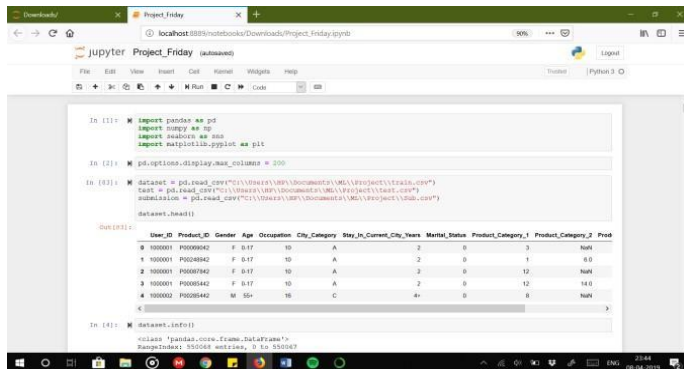 Downloads/
Project_Friday
localhost:8889/notebooks/Downloads/Project_Friday.ipynb
90%
jupyter Project_Friday (autosaved)
Logout
File Edit View Insert Cell Kernel Widgets Help
Trusted
Python 3
Run
Code
In [1]: import pandas as pd
import numpy as np
import seaborn as sns
import matplotlib.pyplot as plt
In [2]: pd.options.display.max_columns = 200
In [83]: dataset = pd.read_csv("C:\\Users\\HP\\Documents\\ML\\Project\\train.csv")
test = pd.read_csv("C:\\Users\\HP\\Documents\\ML\\Project\\test.csv")
submission = pd.read_csv("C:\\Users\\HP\\Documents\\ML\\Project\\Sub.csv")
dataset.head()
Out[83]:
User_ID Product_ID Gender Age Occupation City_Category Stay_In_Current_City_Years Marital_Status Product_Category_1 Product_Category_2 Prod
0 1000001 P00069042 F 0-17 10 A 2 0 3 NaN
1 1000001 P00248942 F 0-17 10 A 2 0 1 6.0
2 1000001 P00087842 F 0-17 10 A 2 0 12 NaN
3 1000001 P00085442 F 0-17 10 A 2 0 12 14.0
4 1000002 P00285442 M 55+ 16 C 4+ 0 8 NaN
In [4]: dataset.info()
<class 'pandas.core.frame.DataFrame'>
RangeIndex: 550068 entries, 0 to 550067
ENG
23:44
08-04-2019